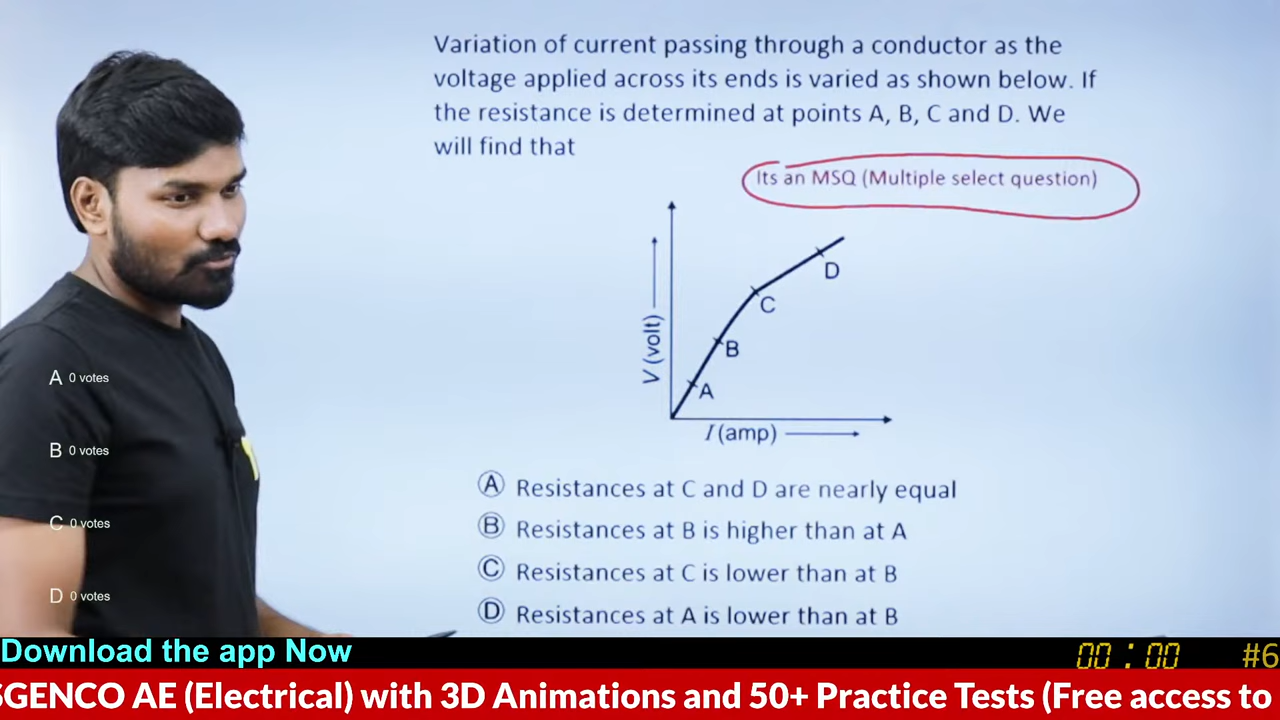 Variation of current passing through a conductor as the
voltage applied across its ends is varied as shown below. If
the resistance is determined at points A, B, C and D. We
will find that
Its an MSQ (Multiple select question)
V (volt)
D
C
B
A
I (amp)
Ⓐ Resistances at C and D are nearly equal
Ⓑ Resistances at B is higher than at A
Ⓒ Resistances at C is lower than at B
Ⓓ Resistances at A is lower than at B
A 0 votes
B 0 votes
C 0 votes
D 0 votes
Download the app Now
00 : 00
#6
SGENCO AE (Electrical) with 3D Animations and 50+ Practice Tests (Free access to